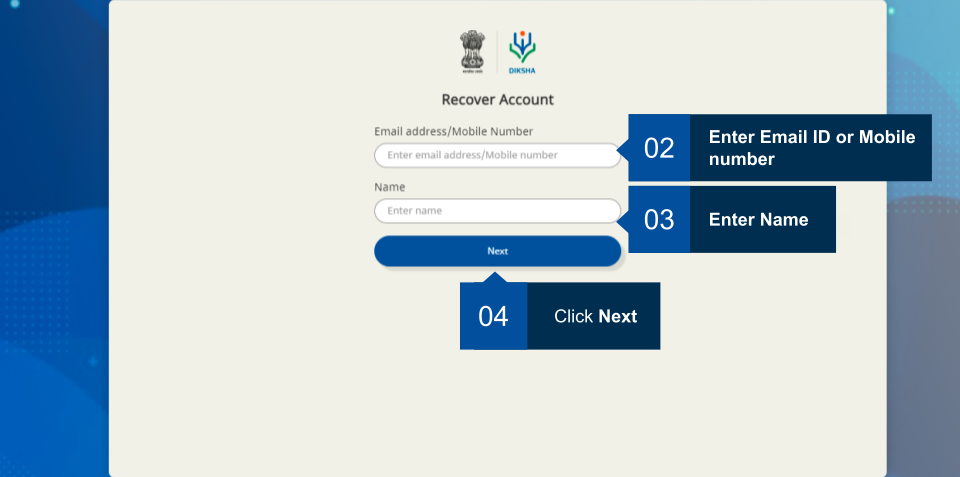 DIKSHA
Recover Account
Email address/Mobile Number
Enter email address/Mobile number
02
Enter Email ID or Mobile
number
Name
Enter name
03
Enter Name
Next
04
Click Next